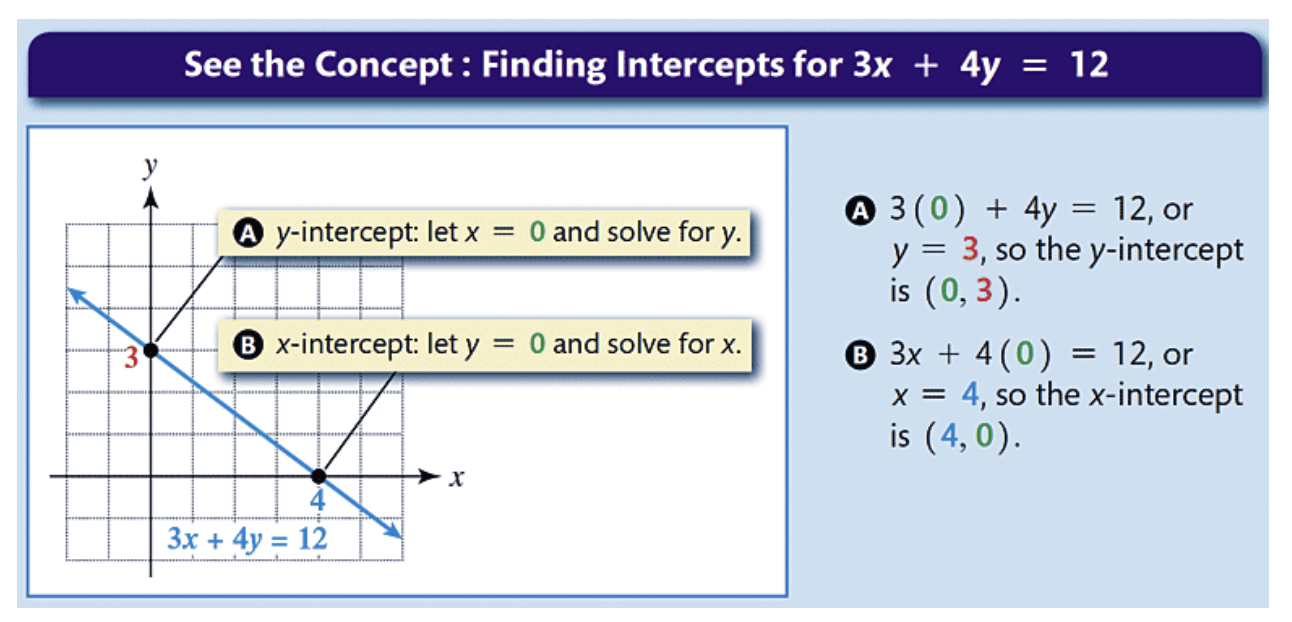 See the Concept : Finding Intercepts for 3x + 4y = 12
y
A y-intercept: let x = 0 and solve for y.
3
B x-intercept: let y = 0 and solve for x.
x
4
3x + 4y = 12
A 3(0) + 4y = 12, or
y = 3, so the y-intercept
is (0, 3).
B 3x + 4(0) = 12, or
x = 4, so the x-intercept
is (4, 0).